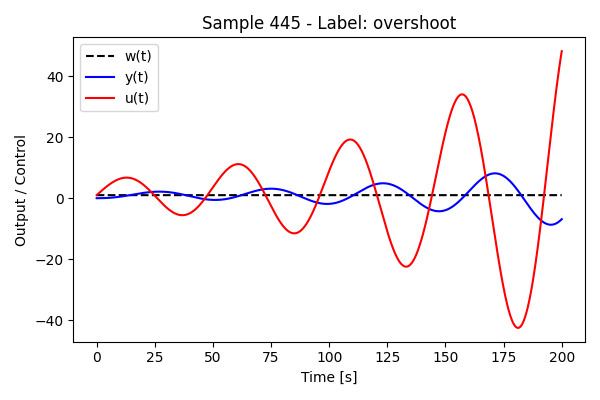 Sample 445 - Label: overshoot
w(t)
y(t)
u(t)
Output / Control
40
20
0
−20
−40
0 25 50 75 100 125 150 175 200
Time [s]